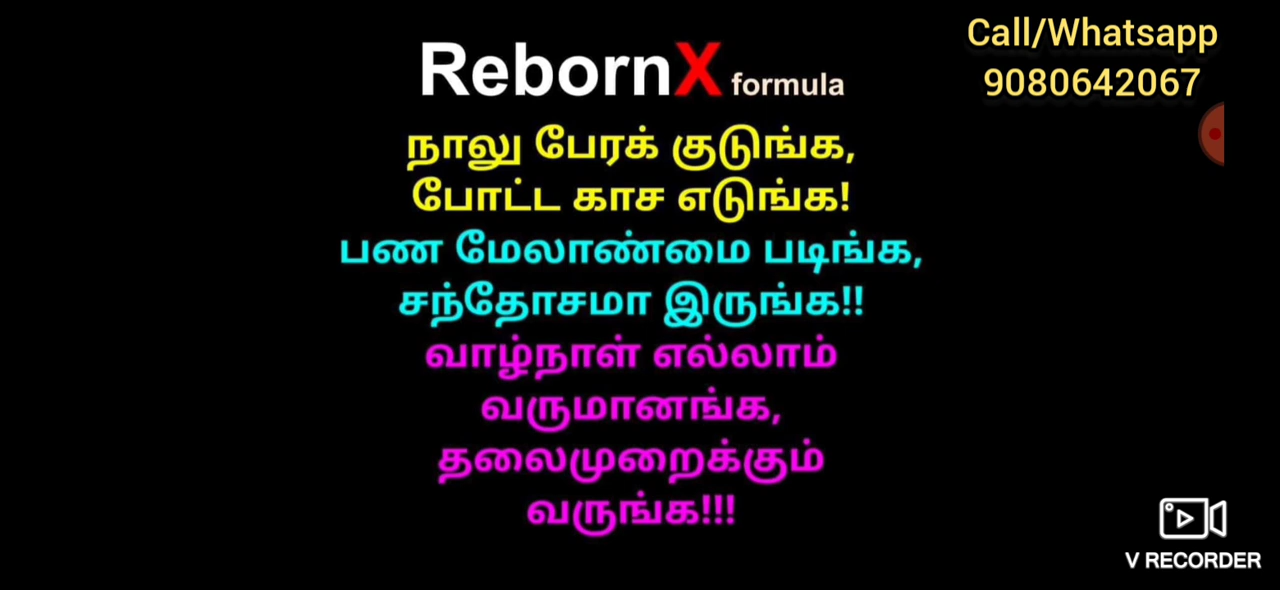 Call/Whatsapp
9080642067
RebornX formula
நாலு பேரக் குடுங்க,
போட்ட காச எடுங்க!
பண மேலாண்மை படிங்க,
சந்தோசமா இருங்க!!
வாழ்நாள் எல்லாம்
வருமானங்க,
தலைமுறைக்கும்
வருங்க!!!
V RECORDER